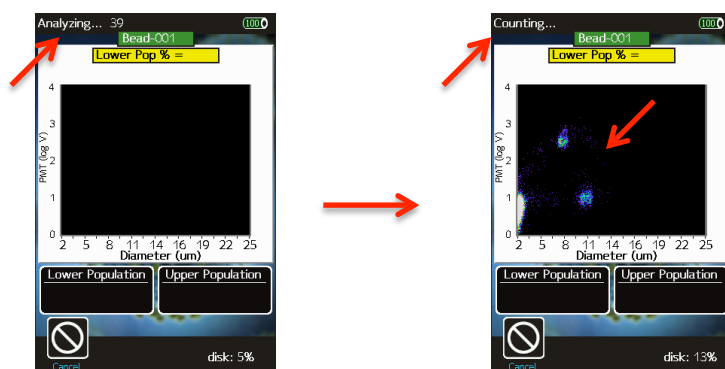 Analyzing... 39
100
Bead-001
Lower Pop % =
4
3
2
1
0
PMT (log V)
2 5 8 11 14 16 19 22 25
Diameter (um)
Lower Population
Upper Population
Cancel
disk: 5%
Counting...
100
Bead-001
Lower Pop % =
4
3
2
1
0
PMT (log V)
2 5 8 11 14 16 19 22 25
Diameter (um)
Lower Population
Upper Population
Cancel
disk: 13%